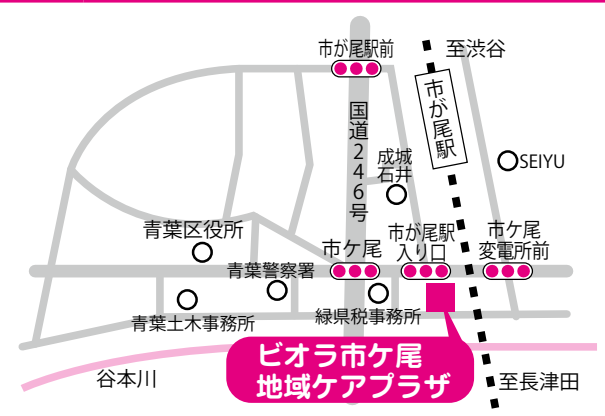 市が尾駅前
至渋谷
国道246号
市が尾駅
成城
石井
SEIYU
青葉区役所
市ケ尾
市が尾駅
入り口
市ケ尾
変電所前
青葉警察署
青葉土木事務所
緑県税事務所
ビオラ市ケ尾
地域ケアプラザ
谷本川
至長津田